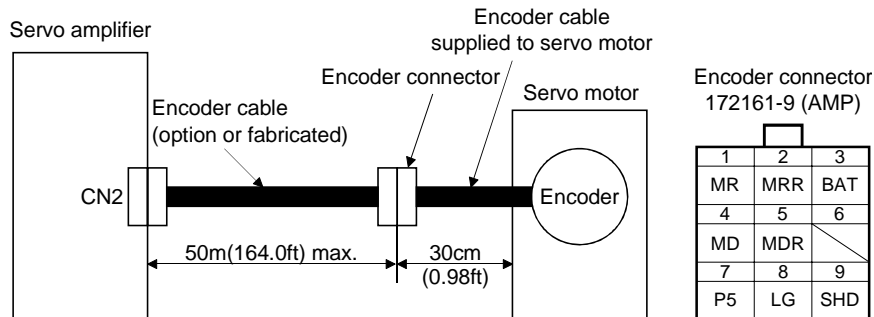 Servo amplifier
Encoder cable
supplied to servo motor
Encoder connector
Encoder cable
(option or fabricated)
Servo motor
CN2
Encoder
50m(164.0ft) max.
30cm
(0.98ft)
Encoder connector
172161-9 (AMP)
1 2 3
MR MRR BAT
4 5 6
MD MDR
7 8 9
P5 LG SHD